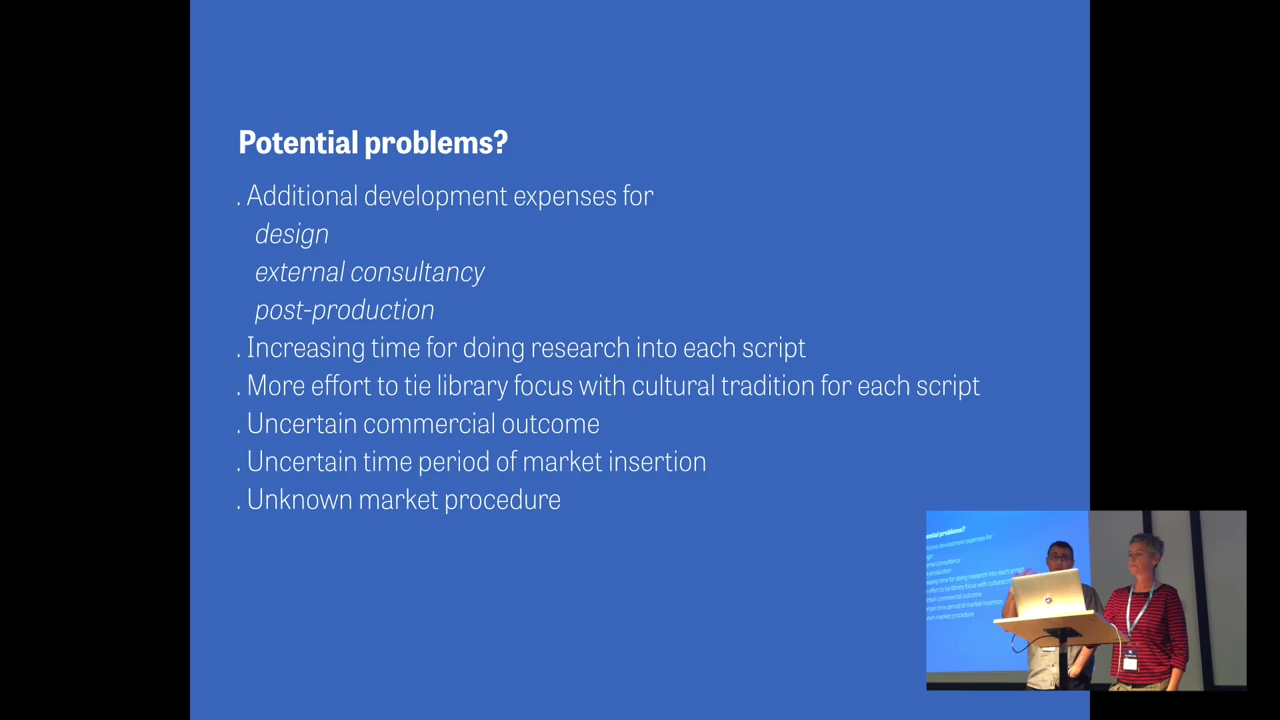 Potential problems?
. Additional development expenses for
design
external consultancy
post-production
. Increasing time for doing research into each script
. More effort to tie library focus with cultural tradition for each script
. Uncertain commercial outcome
. Uncertain time period of market insertion
. Unknown market procedure